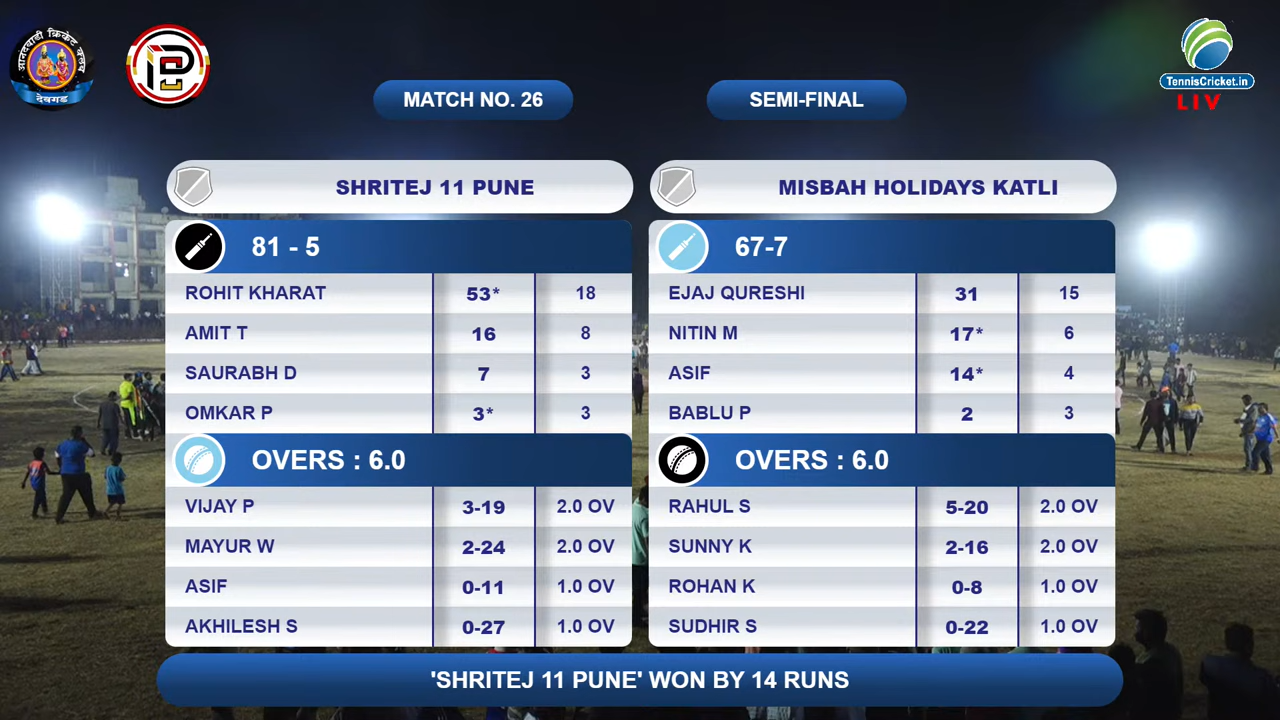 आनंदवाडी क्रिकेट क्लब
देवगड
TennisCricket.in
LIV
MATCH NO. 26
SEMI-FINAL
SHRITEJ 11 PUNE
81 - 5
ROHIT KHARAT 53* 18
AMIT T 16 8
SAURABH D 7 3
OMKAR P 3* 3
OVERS : 6.0
VIJAY P 3-19 2.0 OV
MAYUR W 2-24 2.0 OV
ASIF 0-11 1.0 OV
AKHILESH S 0-27 1.0 OV
MISBAH HOLIDAYS KATLI
67-7
EJAJ QURESHI 31 15
NITIN M 17* 6
ASIF 14* 4
BABLU P 2 3
OVERS : 6.0
RAHUL S 5-20 2.0 OV
SUNNY K 2-16 2.0 OV
ROHAN K 0-8 1.0 OV
SUDHIR S 0-22 1.0 OV
'SHRITEJ 11 PUNE' WON BY 14 RUNS